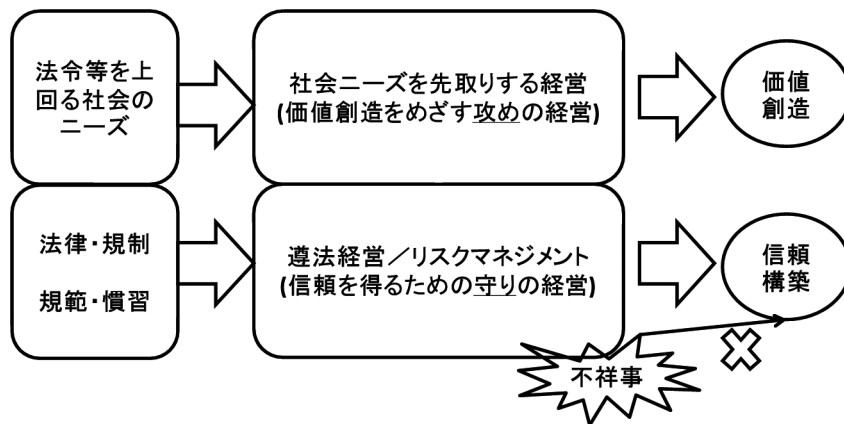 法令等を上
回る社会の
ニーズ
社会ニーズを先取りする経営
(価値創造をめざす攻めの経営)
価値
創造
法律・規制
規範・慣習
遵法経営／リスクマネジメント
(信頼を得るための守りの経営)
信頼
構築
不祥事